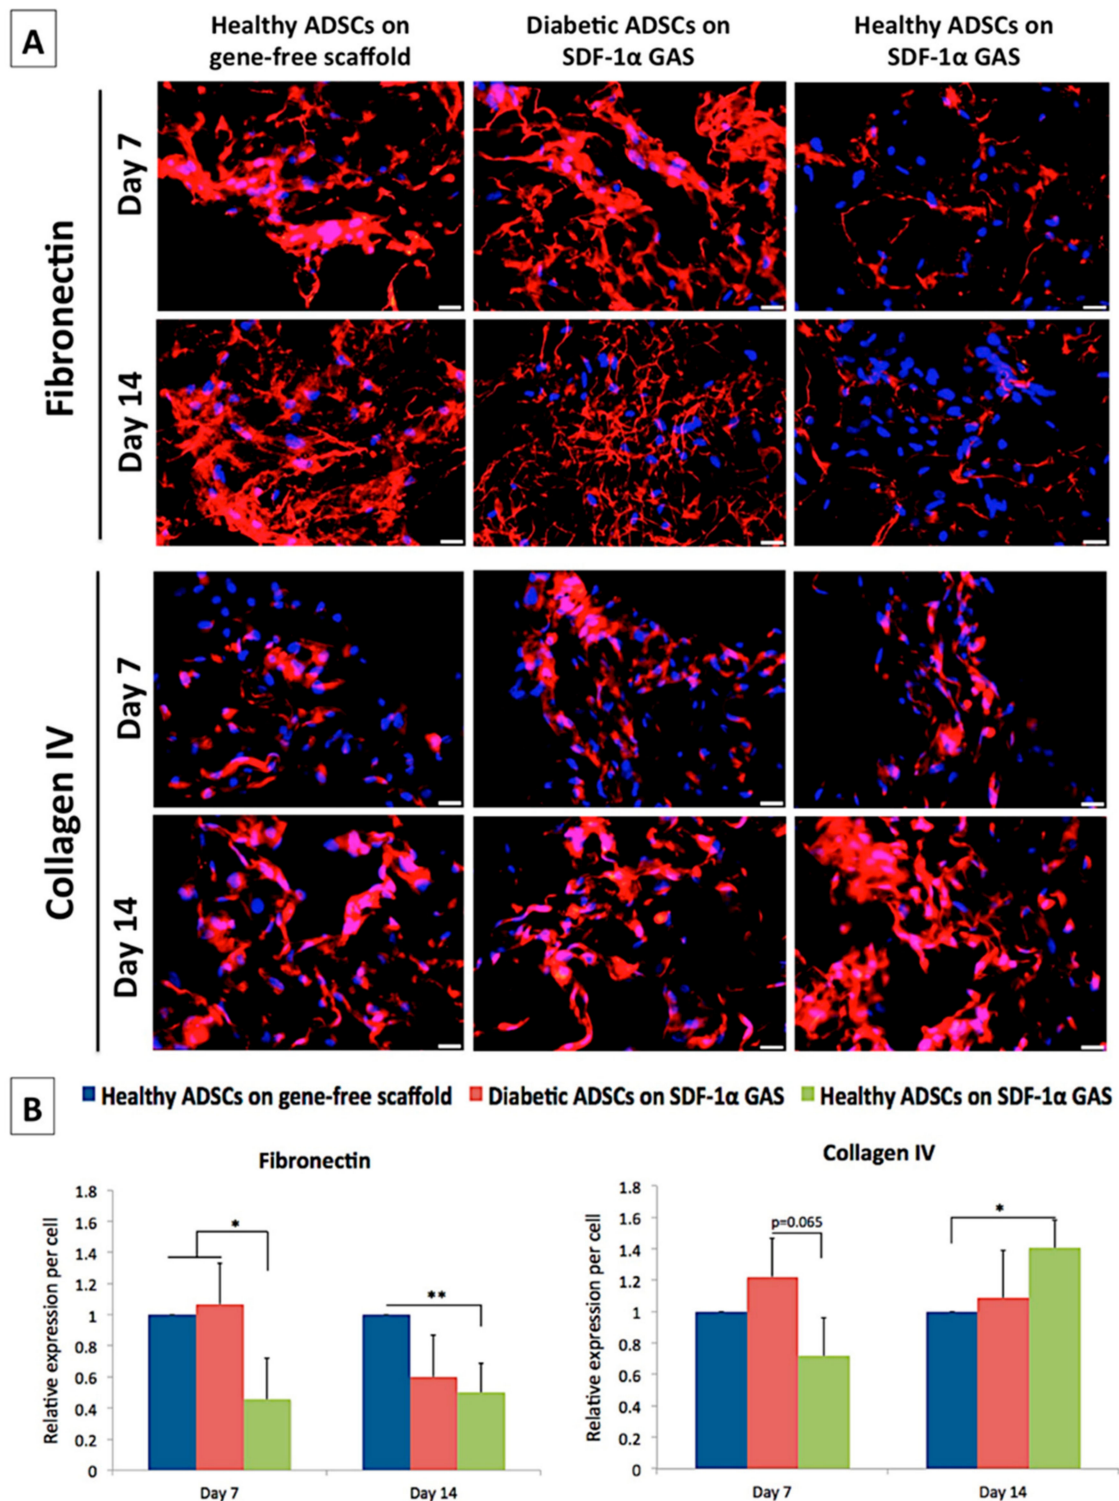 A
Healthy ADSCs on
gene-free scaffold
Diabetic ADSCs on
SDF-1α GAS
Healthy ADSCs on
SDF-1α GAS
Fibronectin
Day 7
Day 14
Collagen IV
Day 7
Day 14
B
Healthy ADSCs on gene-free scaffold
Diabetic ADSCs on SDF-1α GAS
Healthy ADSCs on SDF-1α GAS
Fibronectin
Relative expression per cell
1.8
1.6
1.4
1.2
1
0.8
0.6
0.4
0.2
0
*
**
Day 7
Day 14
Collagen IV
Relative expression per cell
1.8
1.6
1.4
1.2
1
0.8
0.6
0.4
0.2
0
p=0.065
*
Day 7
Day 14